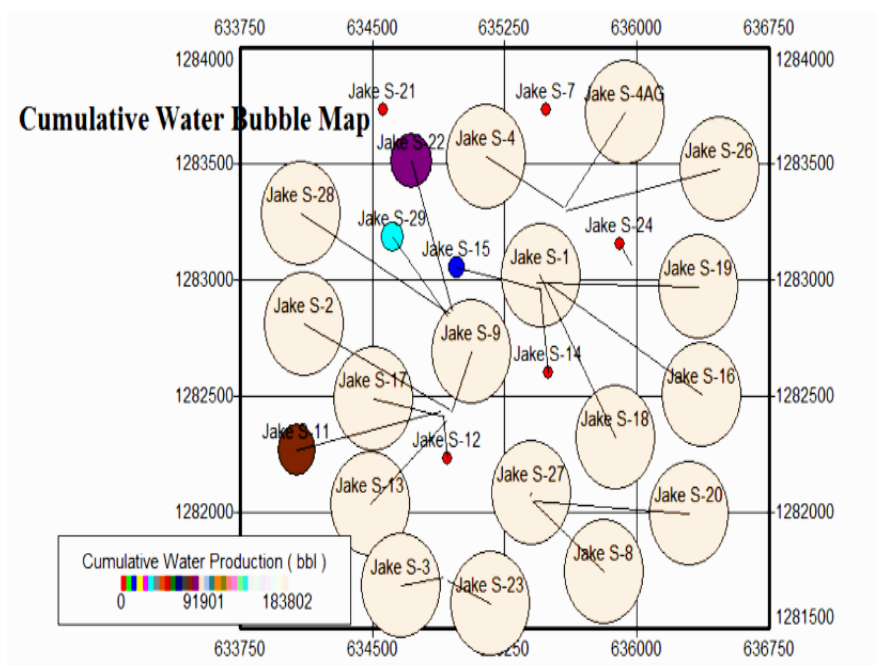 633750 634500 635250 636000 636750
1284000 1284000
Jake S-21 Jake S-7 Jake S-4AG
Cumulative Water Bubble Map
Jake S-22 Jake S-4 Jake S-26
1283500 1283500
Jake S-28
Jake S-29 Jake S-24
Jake S-15 Jake S-1
Jake S-19
1283000 1283000
Jake S-2
Jake S-9
Jake S-14
Jake S-17 Jake S-16
1282500 1282500
Jake S-11 Jake S-12 Jake S-18
Jake S-13 Jake S-27
Jake S-20
1282000 1282000
Cumulative Water Production ( bbl )
Jake S-3 Jake S-23 Jake S-8
0 91901 183802
1281500
633750 634500 635250 636000 636750